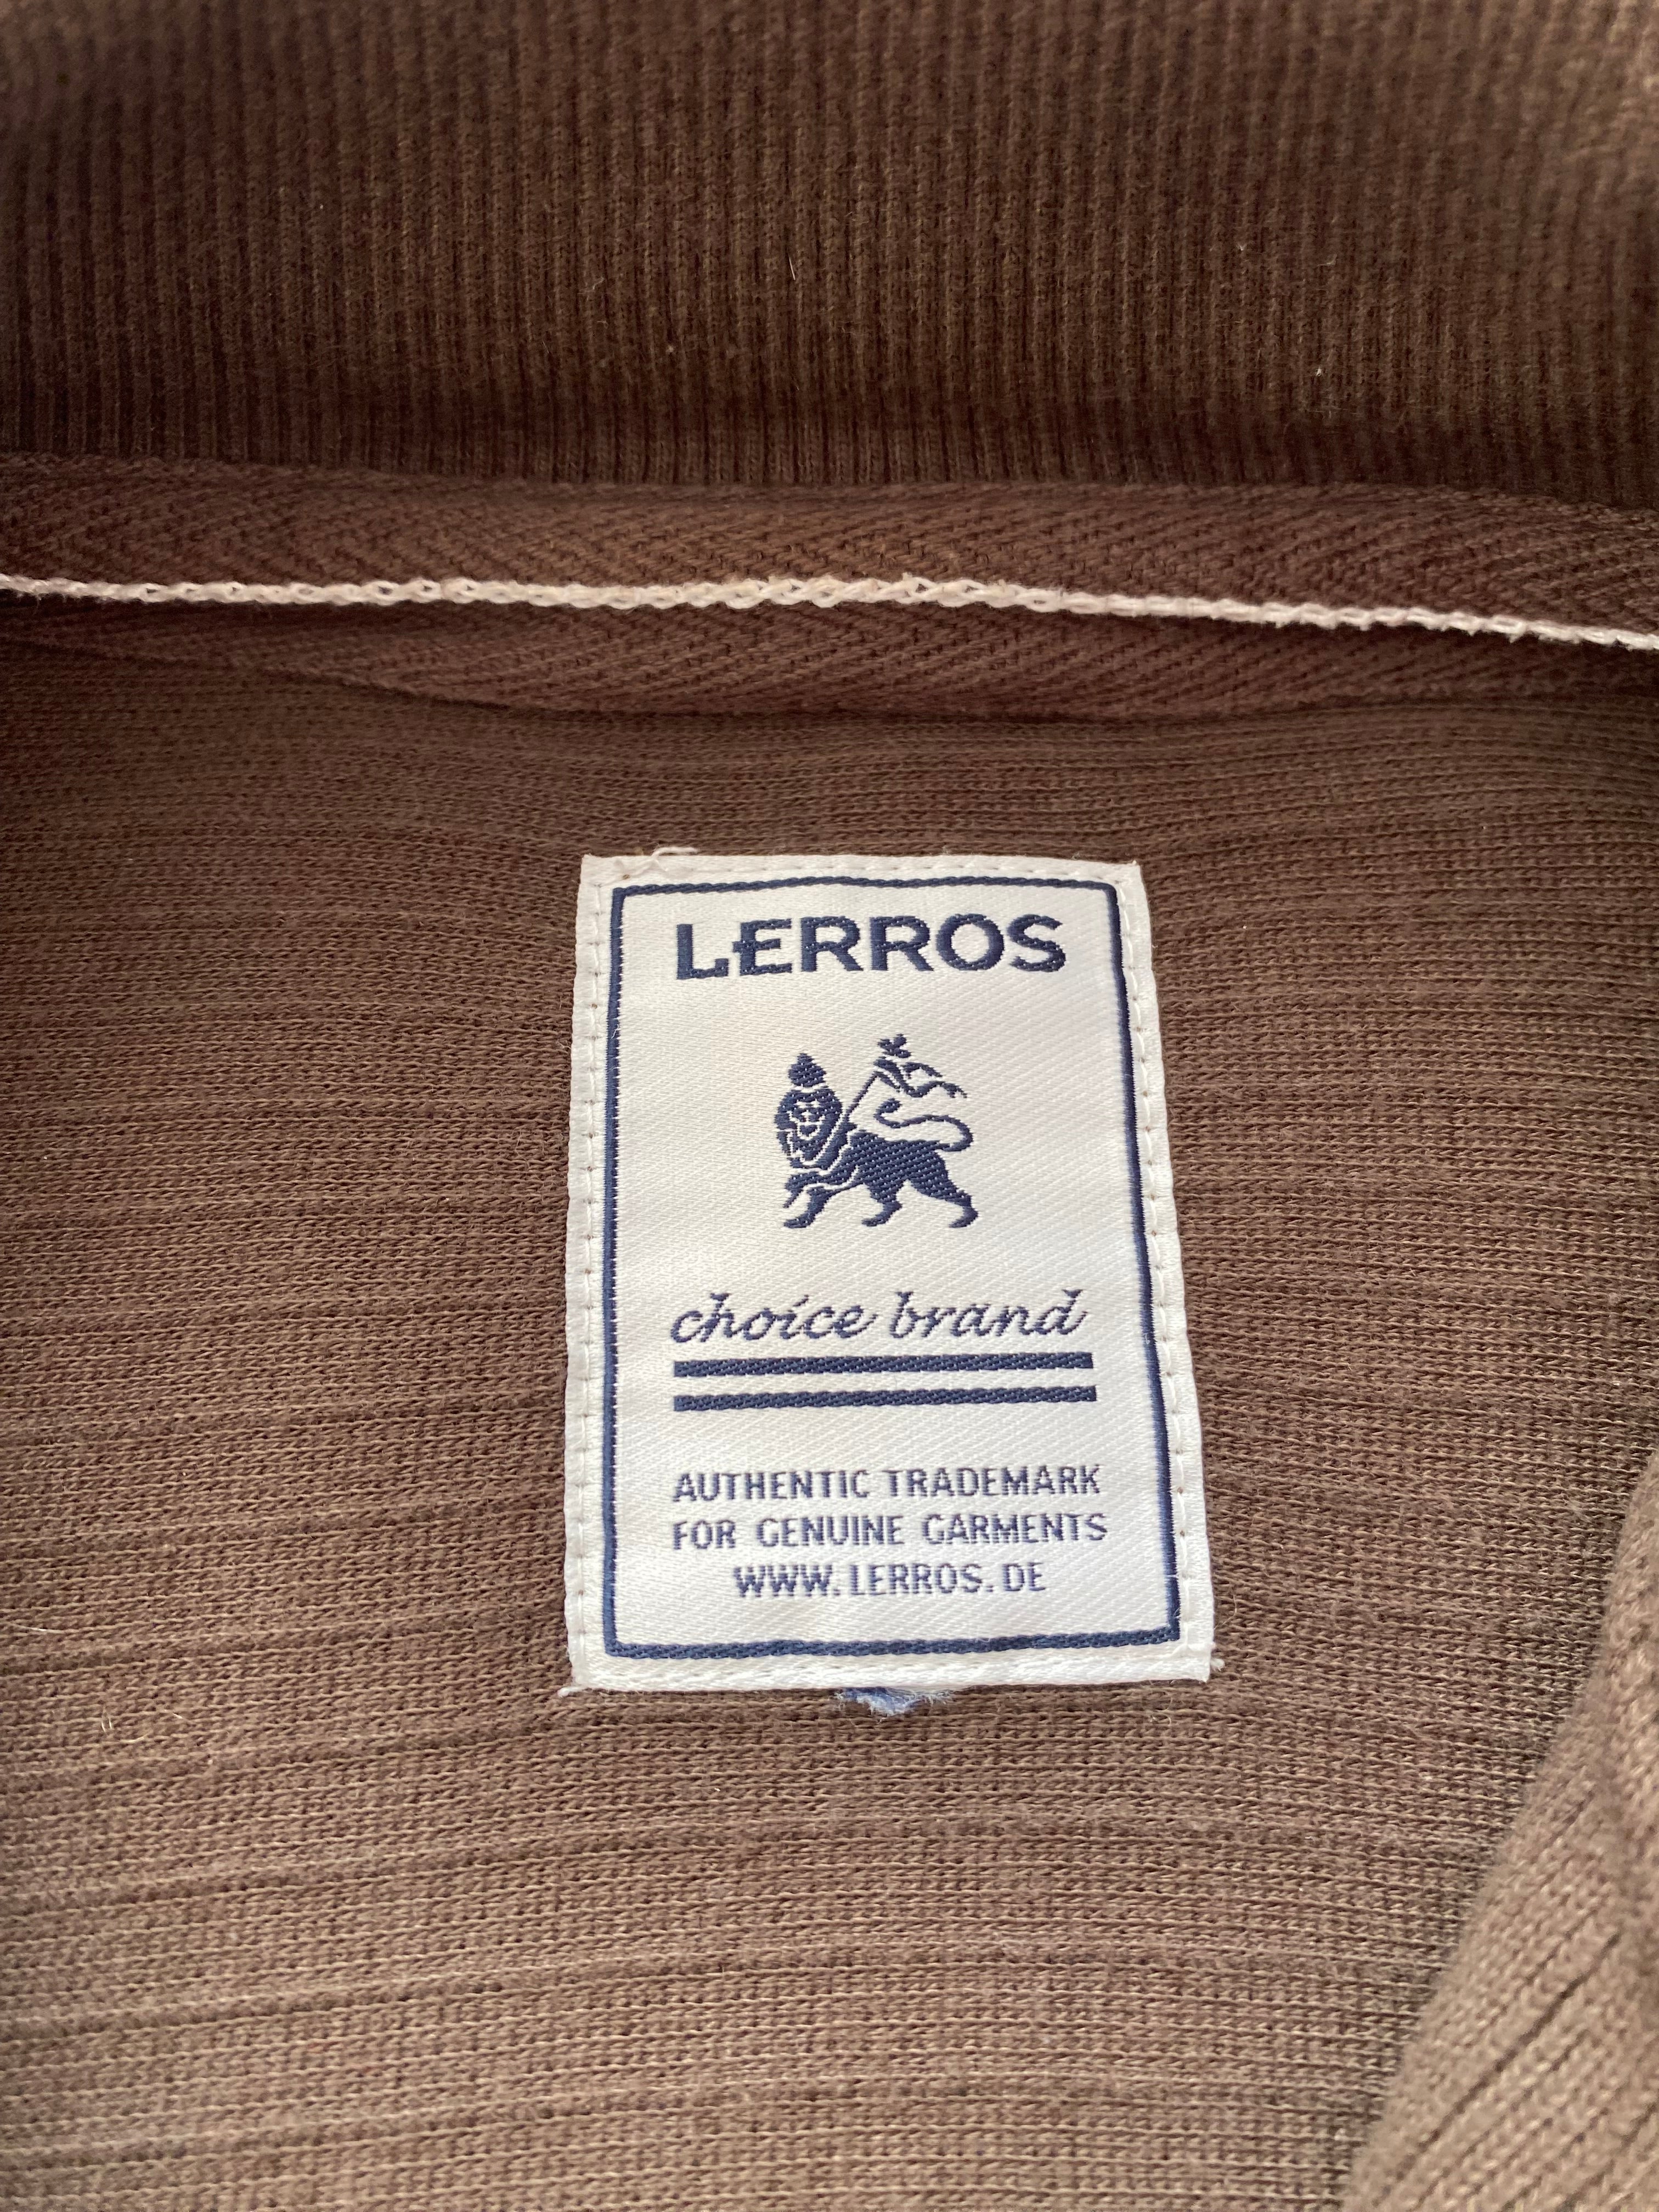 LERROS
choice brand
AUTHENTIC TRADEMARK
FOR GENUINE GARMENTS
WWW.LERROS.DE